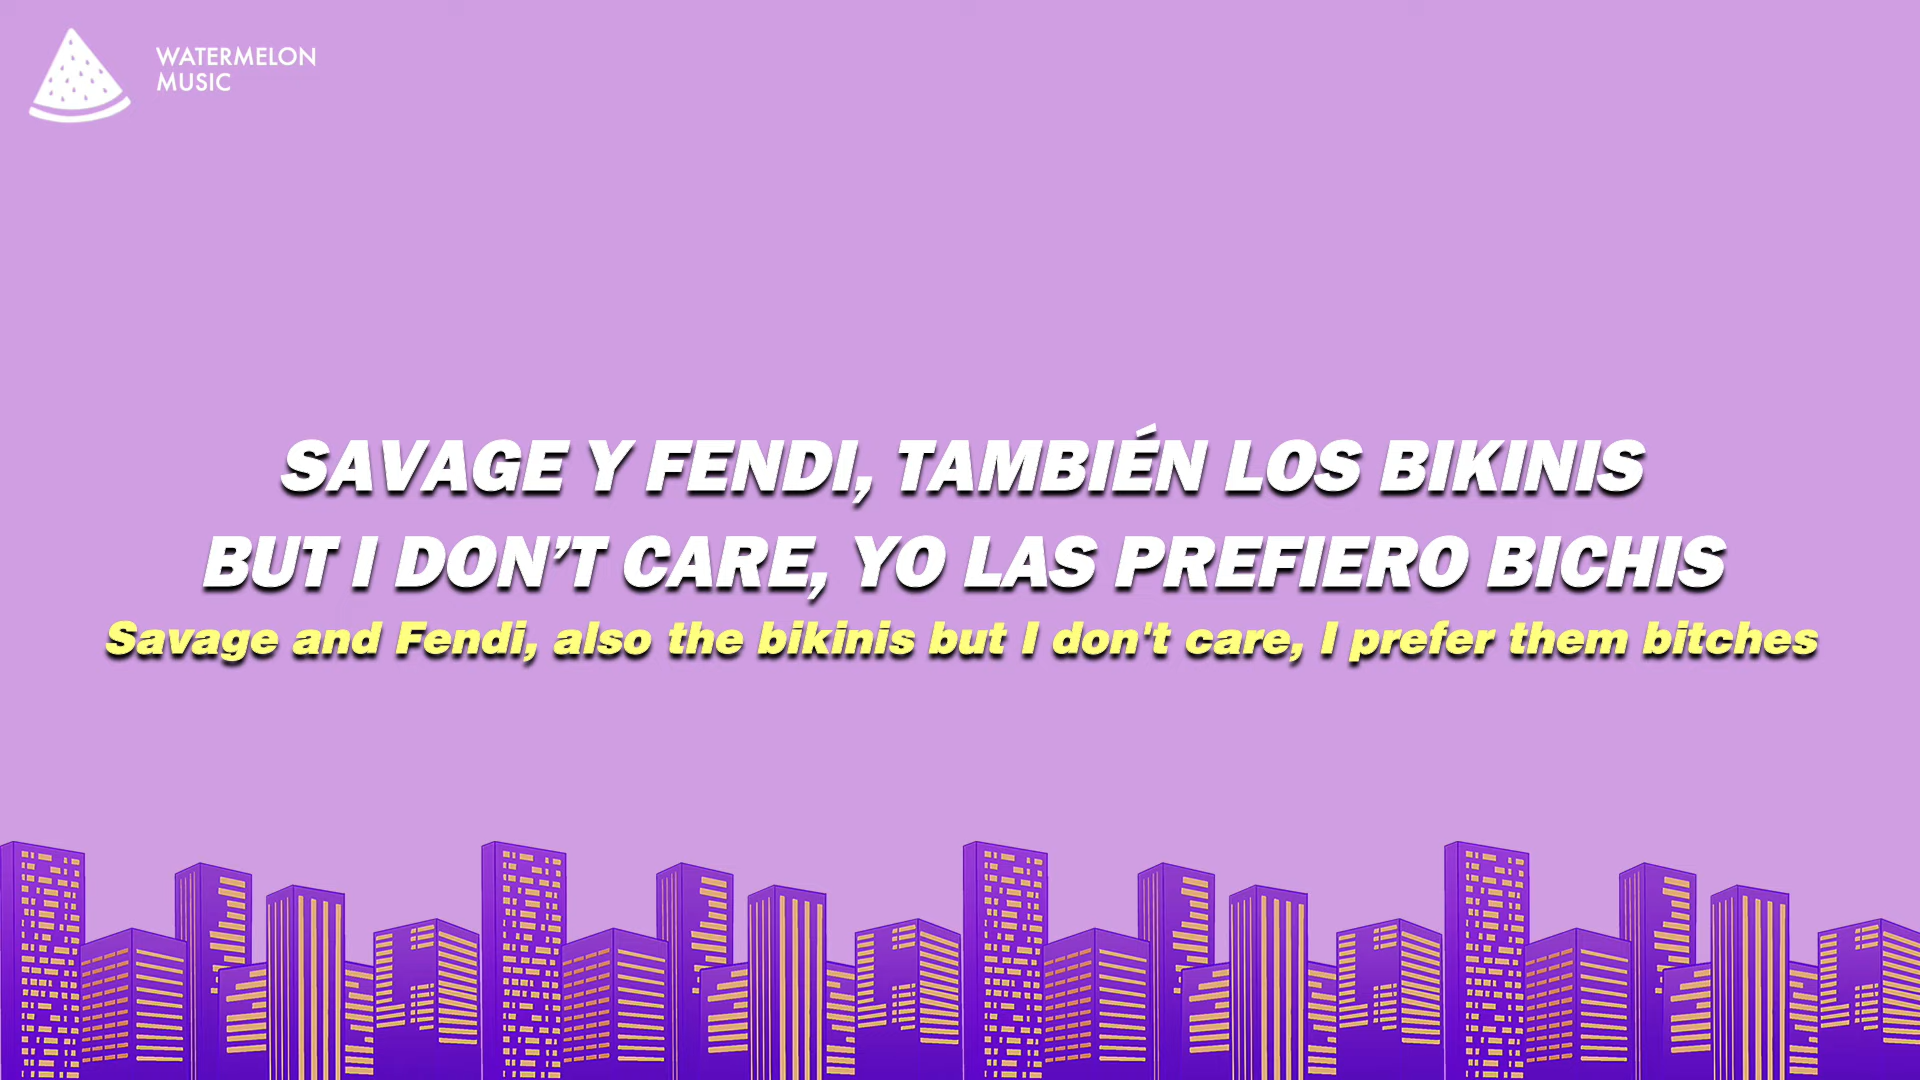 WATERMELON
MUSIC
SAVAGE Y FENDI, TAMBIÉN LOS BIKINIS
BUT I DON’T CARE, YO LAS PREFIERO BICHIS
Savage and Fendi, also the bikinis but I don't care, I prefer them bitches